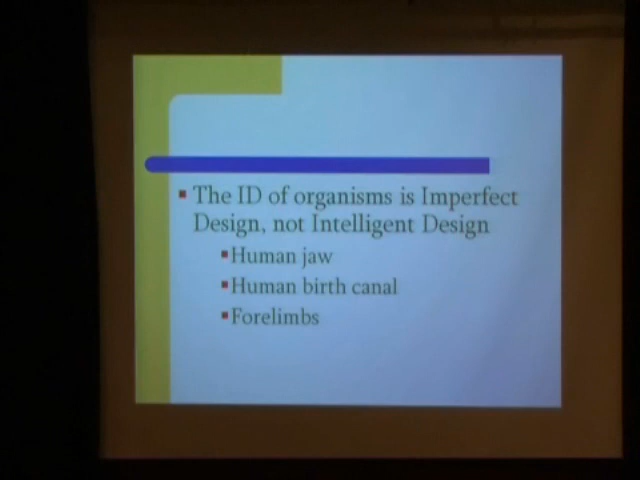 The ID of organisms is Imperfect
Design, not Intelligent Design
Human jaw
Human birth canal
Forelimbs